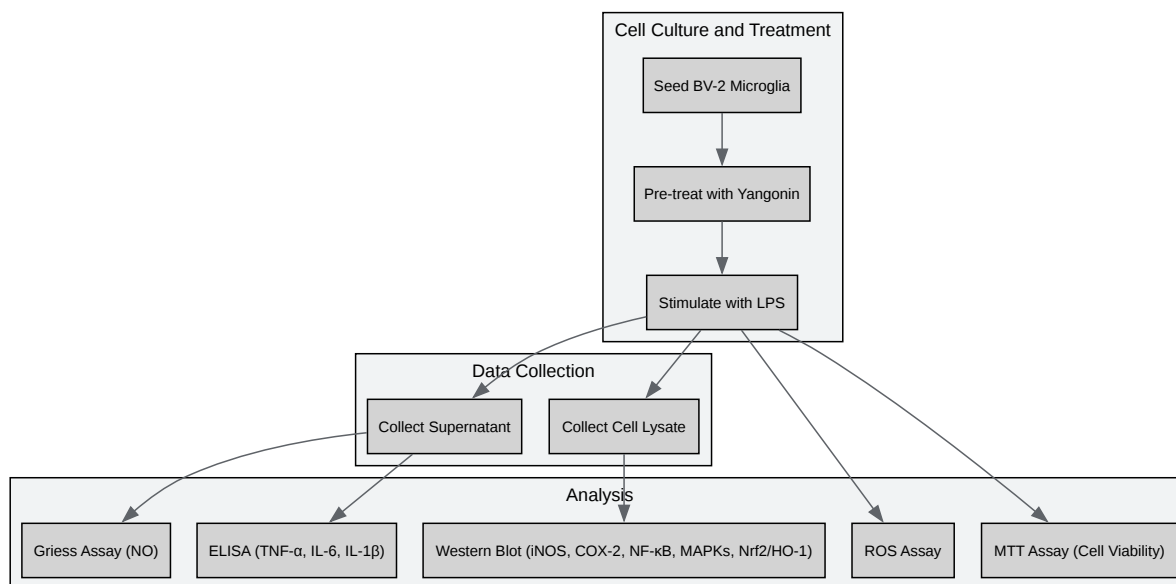 Cell Culture and Treatment
Seed BV-2 Microglia
Pre-treat with Yangonin
Stimulate with LPS
Data Collection
Collect Supernatant
Collect Cell Lysate
Analysis
Griess Assay (NO)
ELISA (TNF-α, IL-6, IL-1β)
Western Blot (iNOS, COX-2, NF-κB, MAPKs, Nrf2/HO-1)
ROS Assay
MTT Assay (Cell Viability)